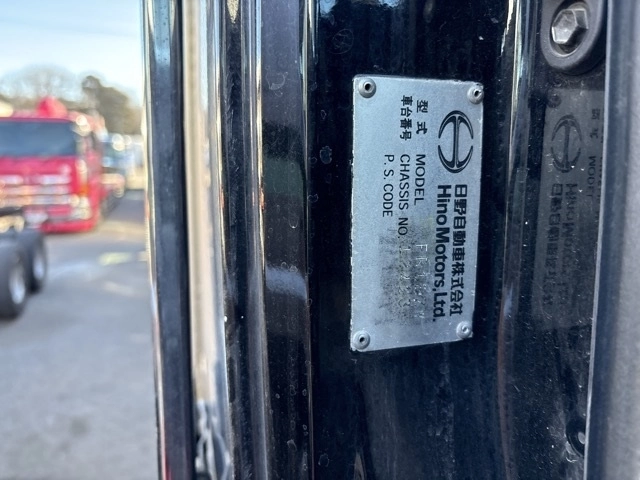 日野自動車株式会社
Hino Motors, Ltd.
型式 MODEL
車台番号 CHASSIS NO.
P. S. CODE